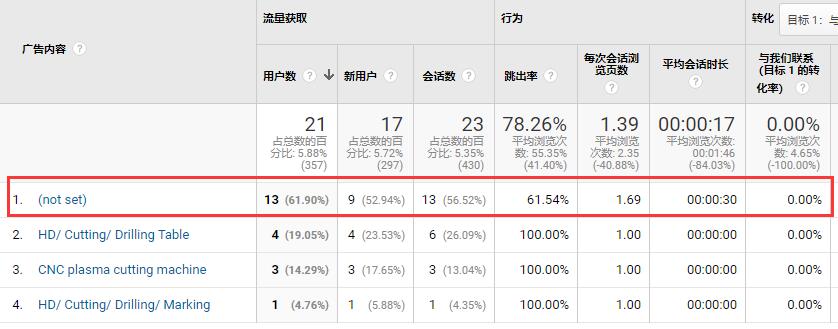 广告内容 ?
流量获取
行为
转化 目标 1：与
用户数 ?
新用户 ?
会话数 ?
跳出率 ?
每次会话浏
览页数
?
平均会话时长
?
与我们联系
(目标 1 的转
化率) ?
21
占总数的百
分比: 5.88%
(357)
17
占总数的百
分比: 5.72%
(297)
23
占总数的百
分比: 5.35%
(430)
78.26%
平均浏览次
数: 55.35%
(41.40%)
1.39
平均浏览
次数: 2.35
(-40.88%)
00:00:17
平均浏览次数:
00:01:46
(-84.03%)
0.00%
平均浏览次
数: 4.65%
(-100.00%)
1. (not set) 13 (61.90%) 9 (52.94%) 13 (56.52%) 61.54% 1.69 00:00:30 0.00%
2. HD/ Cutting/ Drilling Table 4 (19.05%) 4 (23.53%) 6 (26.09%) 100.00% 1.00 00:00:00 0.00%
3. CNC plasma cutting machine 3 (14.29%) 3 (17.65%) 3 (13.04%) 100.00% 1.00 00:00:00 0.00%
4. HD/ Cutting/ Drilling/ Marking 1 (4.76%) 1 (5.88%) 1 (4.35%) 100.00% 1.00 00:00:00 0.00%